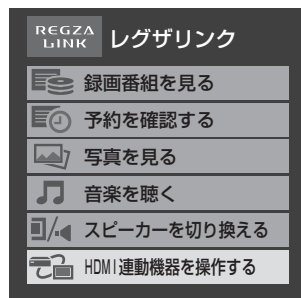 REGZA
LINK レグザリンク
録画番組を見る
予約を確認する
写真を見る
音楽を聴く
スピーカーを切り換える
HDMI連動機器を操作する